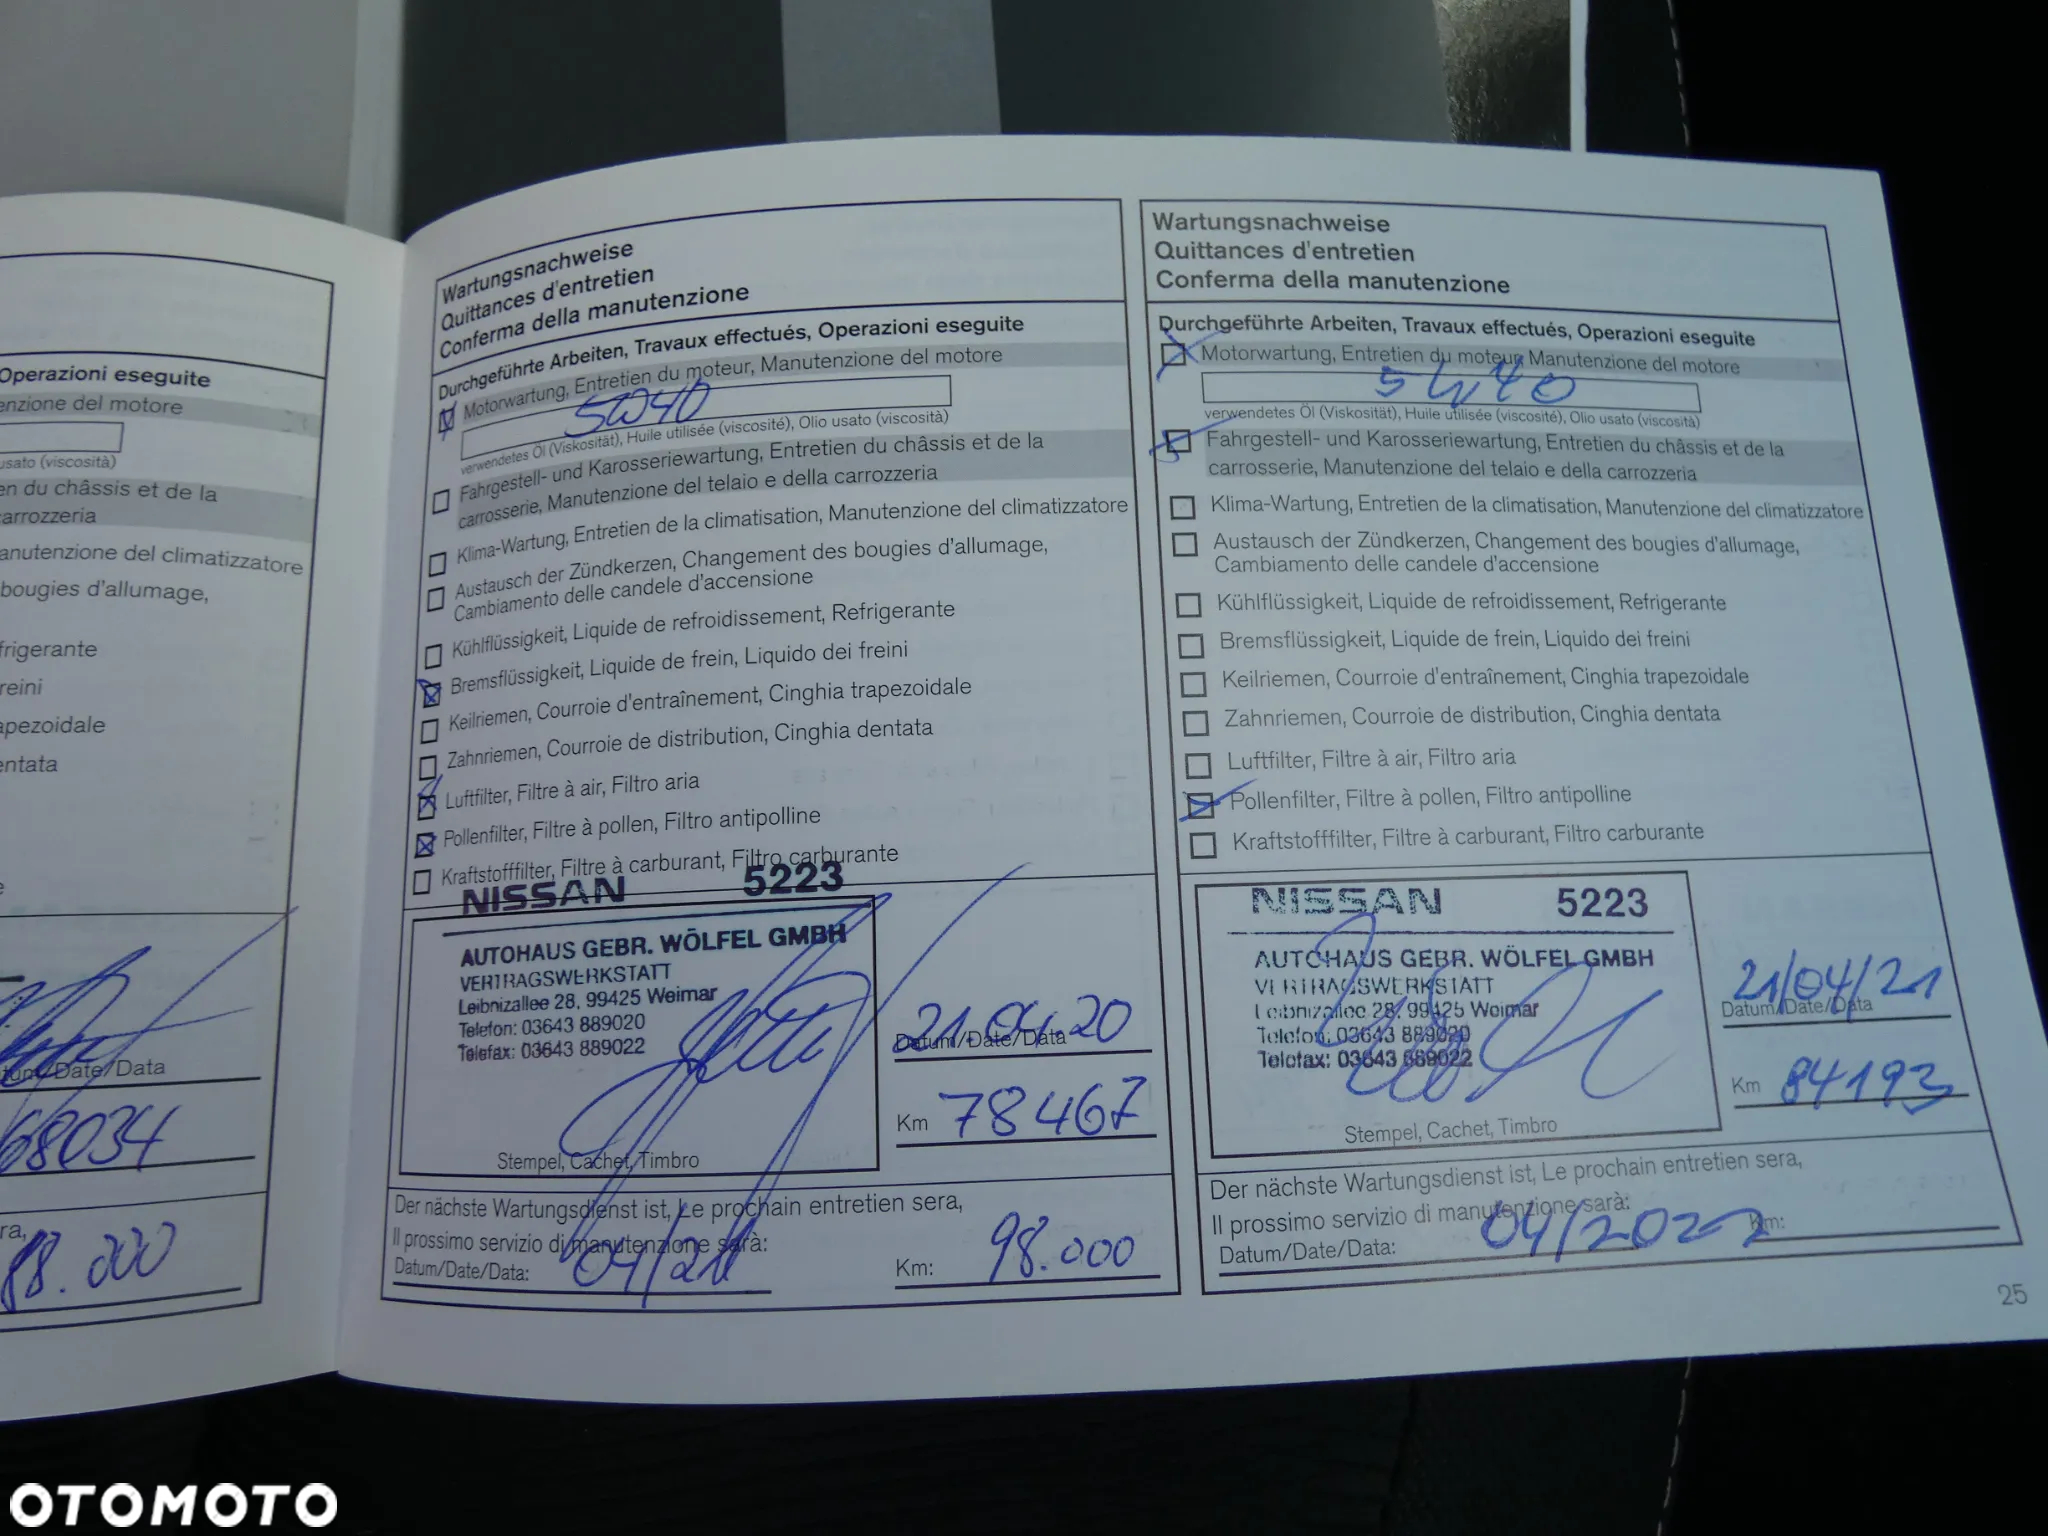 Operazioni eseguite
enzione del motore
usato (viscosità)
en du châssis et de la
carrozzeria
anutenzione del climatizzatore
bougies d'allumage,
frigerante
reini
apezoidale
entata
e
tum/Date/Data
68034
ra,
88.000
Wartungsnachweise
Quittances d'entretien
Conferma della manutenzione
Durchgeführte Arbeiten, Travaux effectués, Operazioni eseguite
Motorwartung, Entretien du moteur, Manutenzione del motore
5W40
verwendetes Öl (Viskosität), Huile utilisée (viscosité), Olio usato (viscosità)
Fahrgestell- und Karosseriewartung, Entretien du châssis et de la
carrosserie, Manutenzione del telaio e della carrozzeria
Klima-Wartung, Entretien de la climatisation, Manutenzione del climatizzatore
Austausch der Zündkerzen, Changement des bougies d'allumage,
Cambiamento delle candele d'accensione
Kühlflüssigkeit, Liquide de refroidissement, Refrigerante
Bremsflüssigkeit, Liquide de frein, Liquido dei freini
Keilriemen, Courroie d'entraînement, Cinghia trapezoidale
Zahnriemen, Courroie de distribution, Cinghia dentata
Luftfilter, Filtre à air, Filtro aria
Pollenfilter, Filtre à pollen, Filtro antipolline
Kraftstofffilter, Filtre à carburant, Filtro carburante
NISSAN 5223
AUTOHAUS GEBR. WÖLFEL GMBH
VERTRAGSWERKSTATT
Leibnizallee 28, 99425 Weimar
Telefon: 03643 889020
Telefax: 03643 889022
21.04.20
Datum/Date/Data
Km 78467
Stempel, Cachet, Timbro
Der nächste Wartungsdienst ist, Le prochain entretien sera,
Il prossimo servizio di manutenzione sarà:
Datum/Date/Data: 04/21 Km: 98.000
Wartungsnachweise
Quittances d'entretien
Conferma della manutenzione
Durchgeführte Arbeiten, Travaux effectués, Operazioni eseguite
Motorwartung, Entretien du moteur, Manutenzione del motore
5W40
verwendetes Öl (Viskosität), Huile utilisée (viscosité), Olio usato (viscosità)
Fahrgestell- und Karosseriewartung, Entretien du châssis et de la
carrosserie, Manutenzione del telaio e della carrozzeria
Klima-Wartung, Entretien de la climatisation, Manutenzione del climatizzatore
Austausch der Zündkerzen, Changement des bougies d'allumage,
Cambiamento delle candele d'accensione
Kühlflüssigkeit, Liquide de refroidissement, Refrigerante
Bremsflüssigkeit, Liquide de frein, Liquido dei freini
Keilriemen, Courroie d'entraînement, Cinghia trapezoidale
Zahnriemen, Courroie de distribution, Cinghia dentata
Luftfilter, Filtre à air, Filtro aria
Pollenfilter, Filtre à pollen, Filtro antipolline
Kraftstofffilter, Filtre à carburant, Filtro carburante
NISSAN 5223
AUTOHAUS GEBR. WÖLFEL GMBH
VERTRAGSWERKSTATT
Leibnizallee 28, 99425 Weimar
Telefon: 03643 889020
Telefax: 03643 889022
21/04/21
Datum/Date/Data
Km 84193
Stempel, Cachet, Timbro
Der nächste Wartungsdienst ist, Le prochain entretien sera,
Il prossimo servizio di manutenzione sarà:
Datum/Date/Data: 04/2022 Km:
25
OTOMOTO